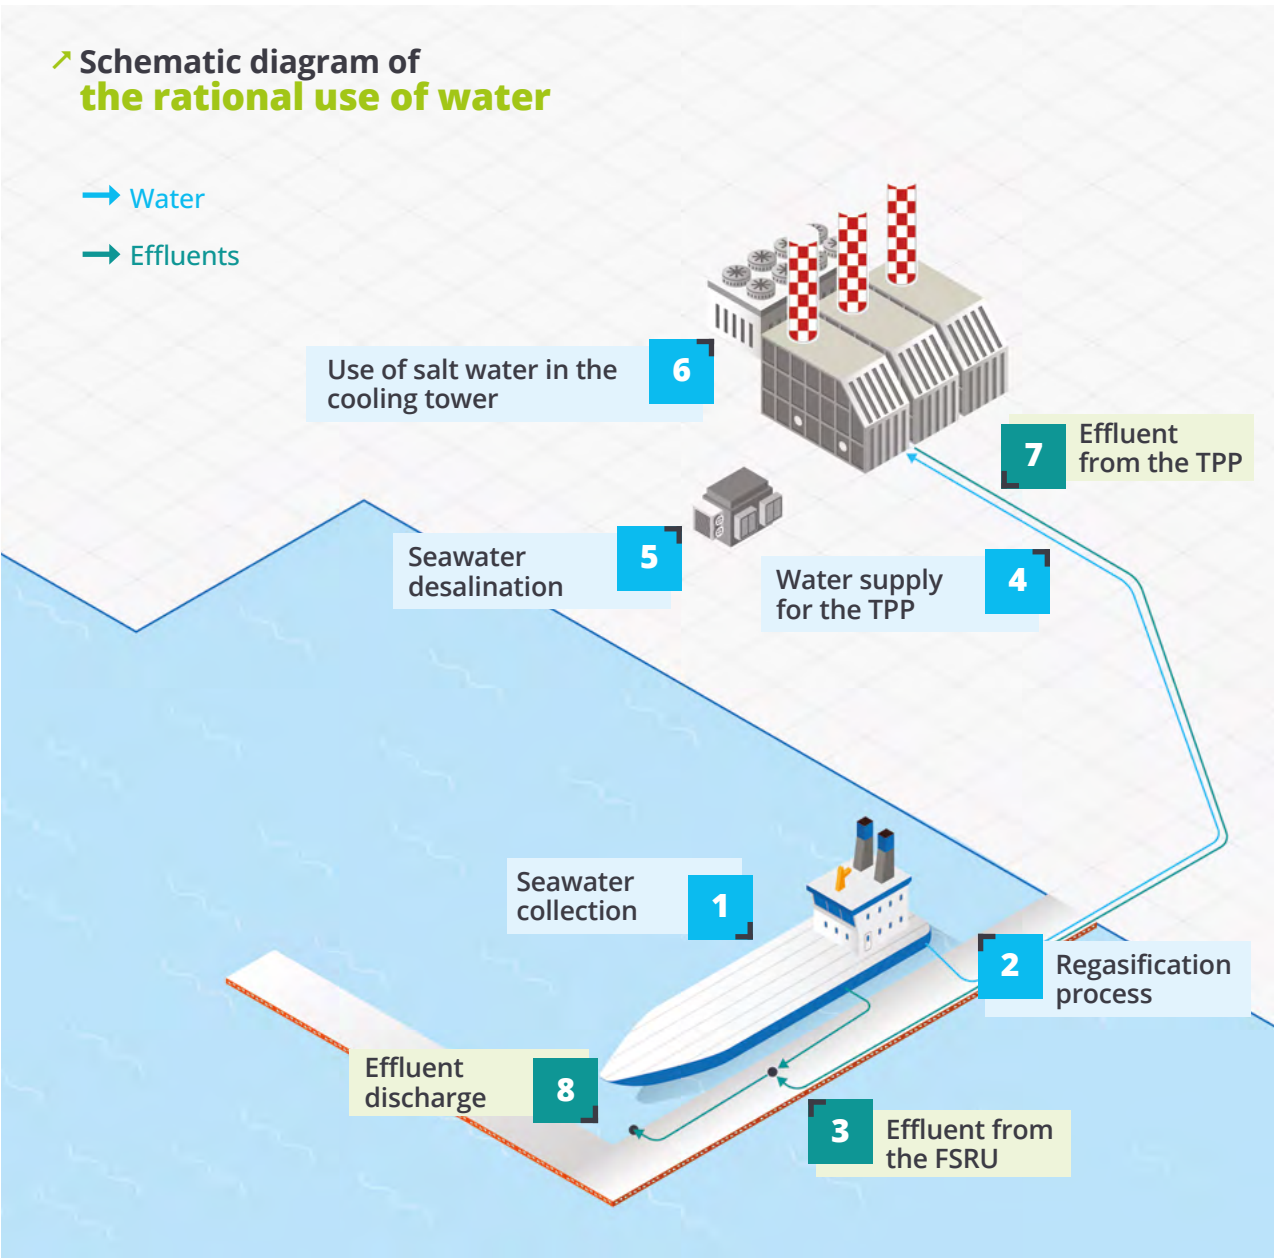 Schematic diagram of
the rational use of water
Water
Effluents
Use of salt water in the
cooling tower
6
7
Effluent
from the TPP
Seawater
desalination
5
Water supply
for the TPP
4
Seawater
collection
1
2
Regasification
process
Effluent
discharge
8
3
Effluent from
the FSRU